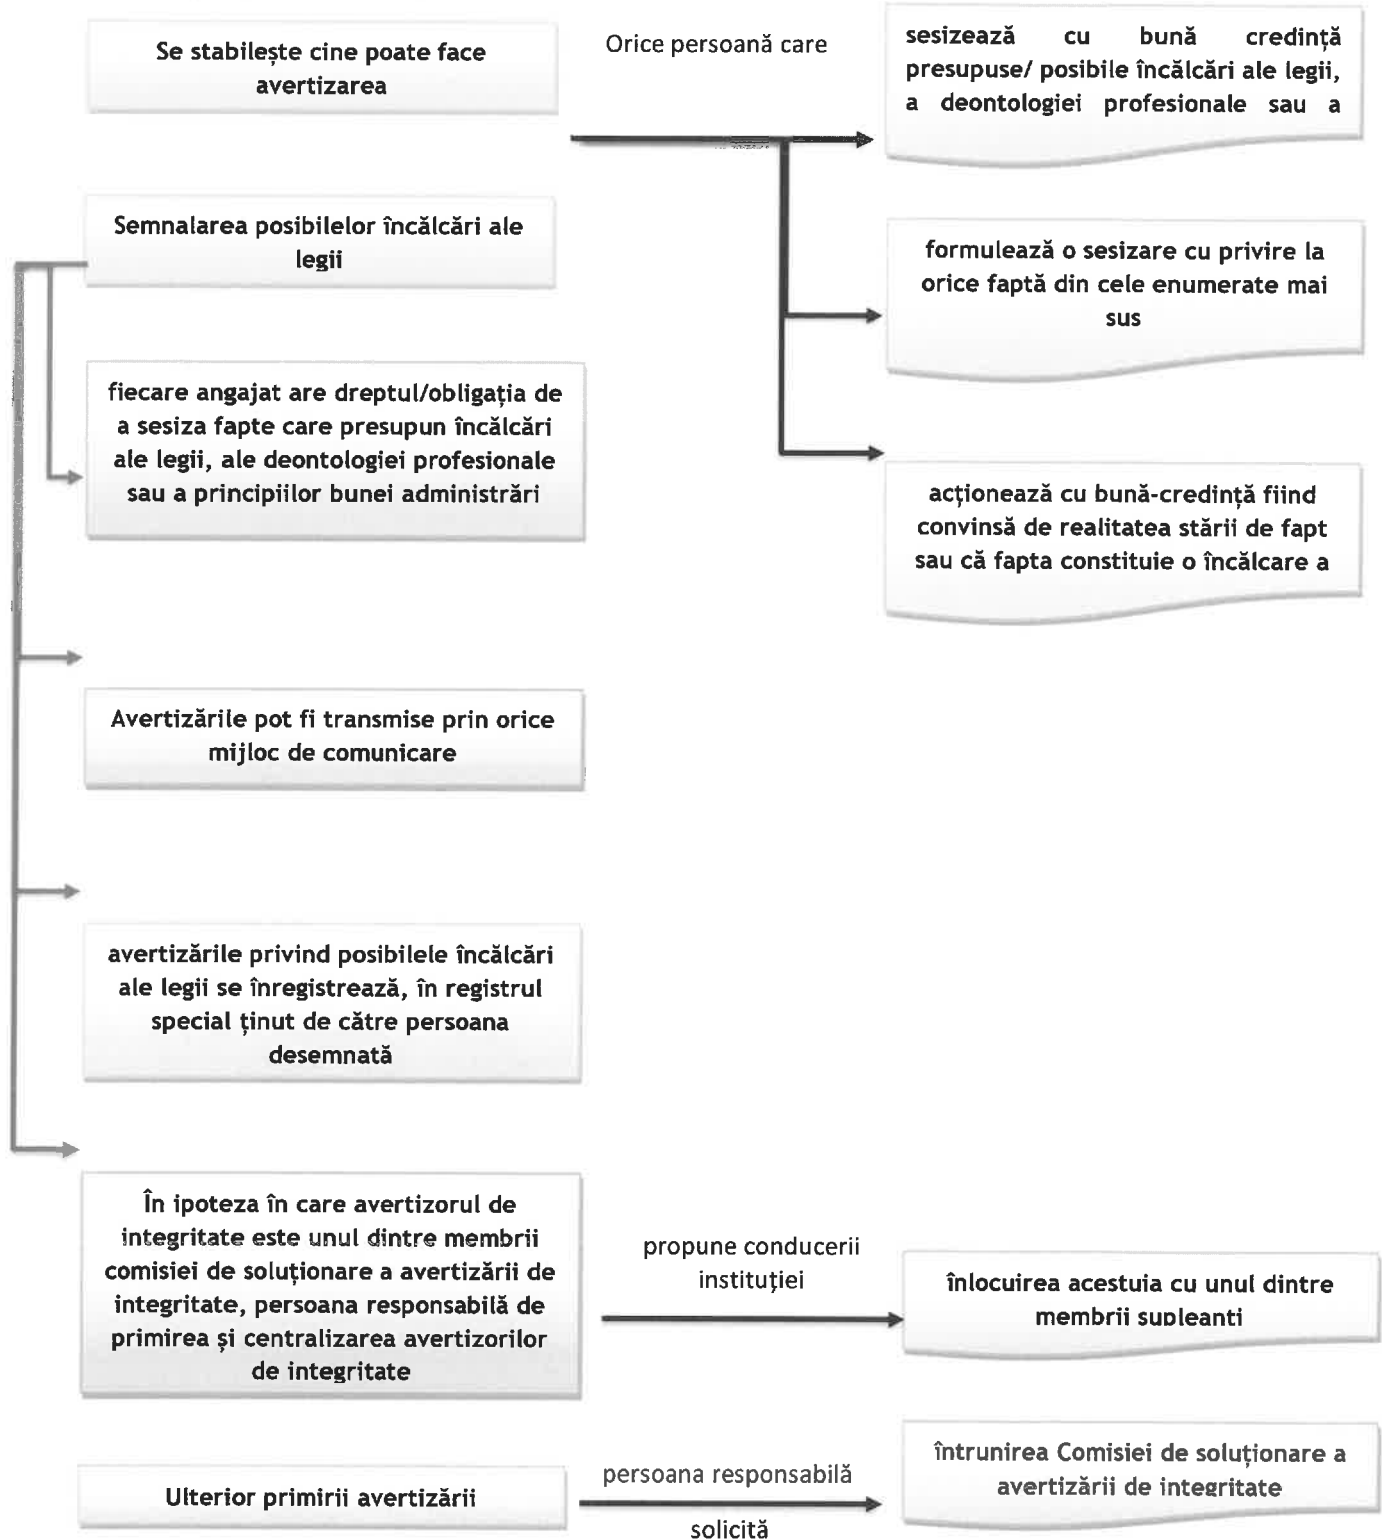 Se stabilește cine poate face
avertizarea
Orice persoană care
sesizează cu bună credință
presupuse/ posibile încălcări ale legii,
a deontologiei profesionale sau a
Semnalarea posibilelor încălcări ale
legii
formulează o sesizare cu privire la
orice faptă din cele enumerate mai
sus
fiecare angajat are dreptul/obligația de
a sesiza fapte care presupun încălcări
ale legii, ale deontologiei profesionale
sau a principiilor bunei administrări
acționează cu bună-credință fiind
convinsă de realitatea stării de fapt
sau că fapta constituie o încălcare a
Avertizările pot fi transmise prin orice
mijloc de comunicare
avertizările privind posibilele încălcări
ale legii se înregistrează, în registrul
special ținut de către persoana
desemnată
În ipoteza în care avertizorul de
integritate este unul dintre membrii
comisiei de soluționare a avertizării de
integritate, persoana responsabilă de
primirea și centralizarea avertizorilor
de integritate
propune conducerii
instituției
înlocuirea acestuia cu unul dintre
membrii supleanți
Ulterior primirii avertizării
persoana responsabilă
solicită
întrunirea Comisiei de soluționare a
avertizării de integritate